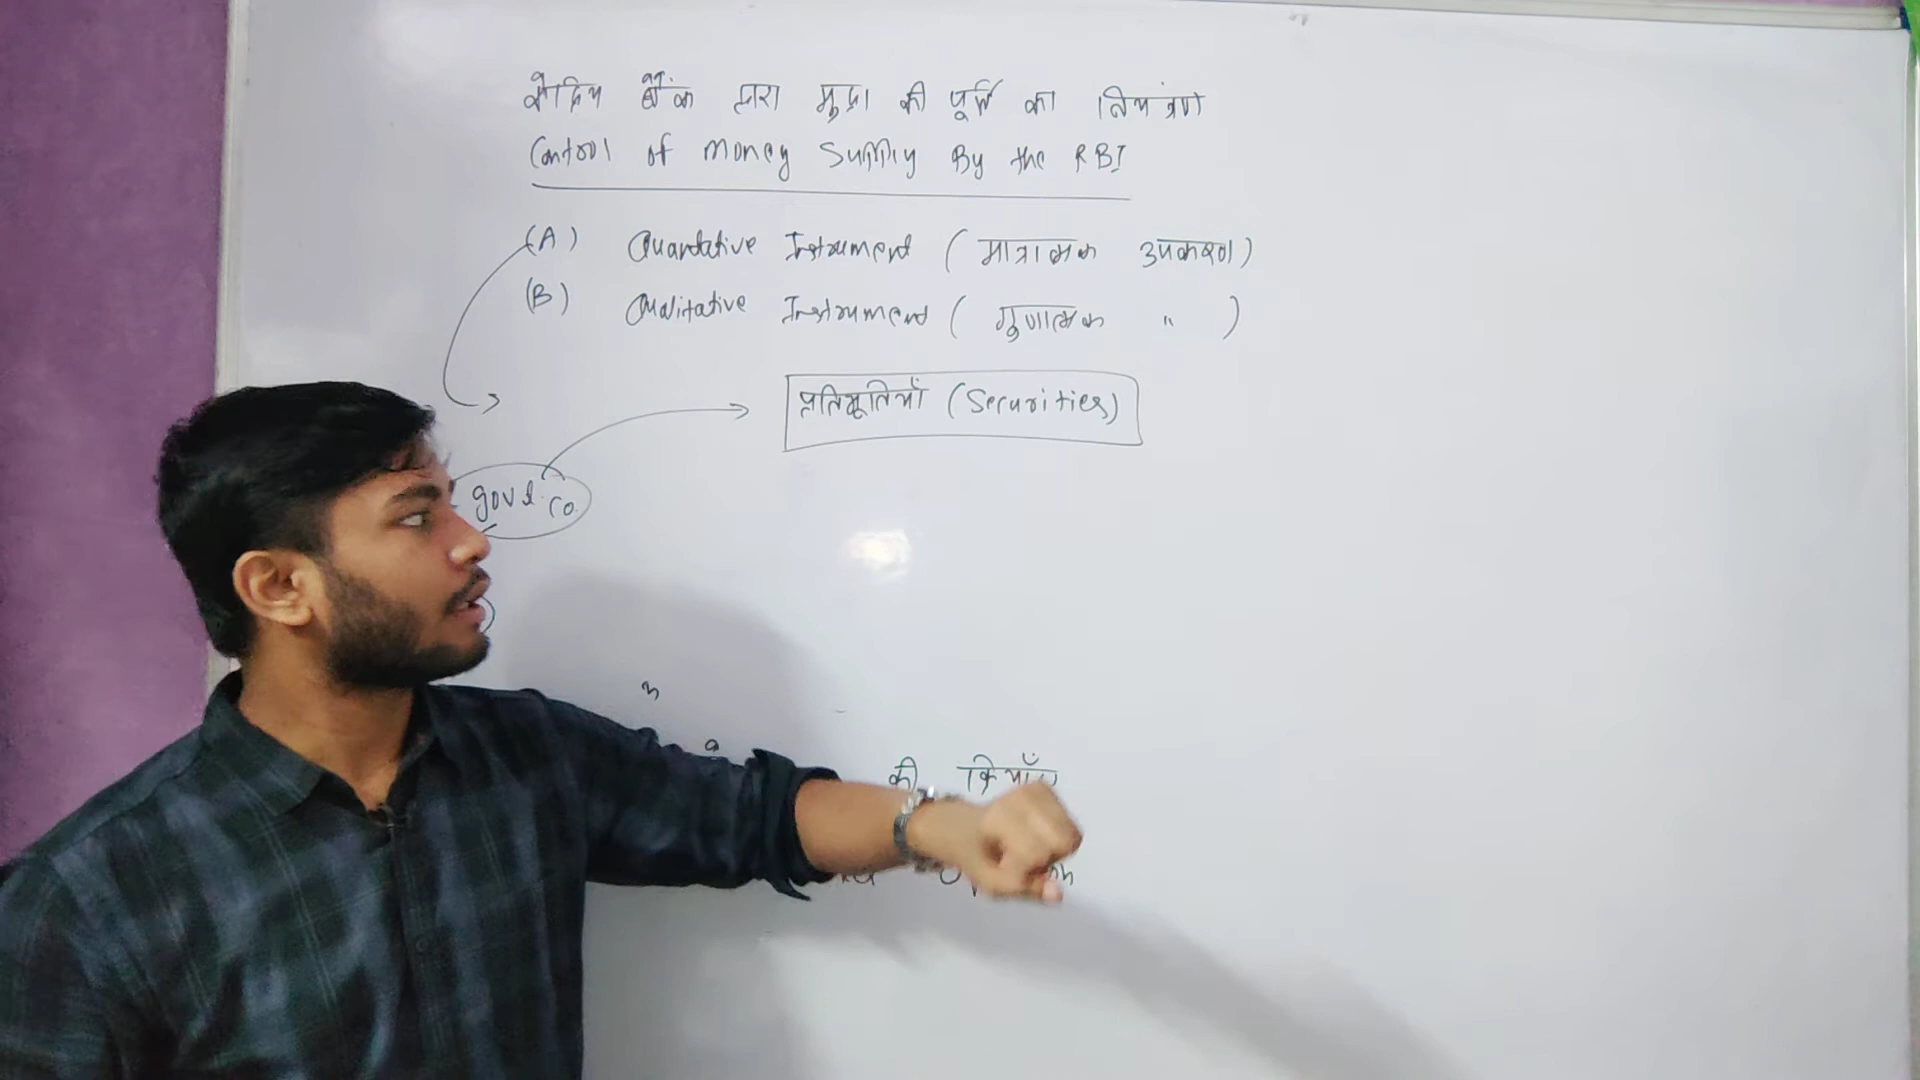 केंद्रिय बैंक द्वारा मुद्रा की पूर्ति का नियंत्रण
Control of Money Supply By the RBI
(A) Quantative Instrument (मात्रात्मक उपकरण)
(B) Qualitative Instrument (गुणात्मक " )
प्रतिभूतियाँ (Securities)
govt. co.
की क्रियाएँ